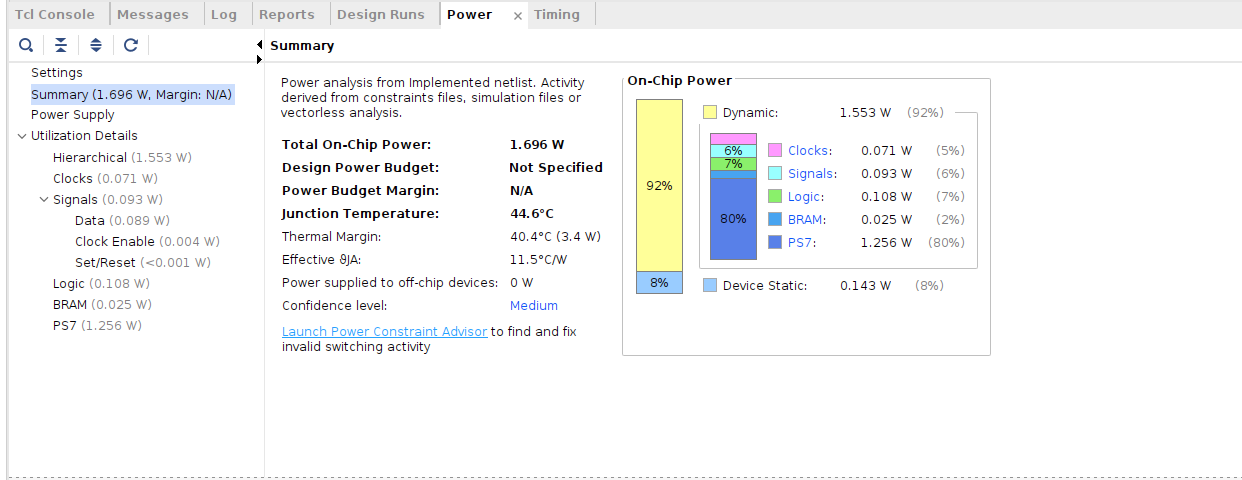 Tcl Console Messages Log Reports Design Runs Power × Timing
Summary
Settings
Summary (1.696 W, Margin: N/A)
Power Supply
Utilization Details
Hierarchical (1.553 W)
Clocks (0.071 W)
Signals (0.093 W)
Data (0.089 W)
Clock Enable (0.004 W)
Set/Reset (<0.001 W)
Logic (0.108 W)
BRAM (0.025 W)
PS7 (1.256 W)
Power analysis from Implemented netlist. Activity
derived from constraints files, simulation files or
vectorless analysis.
Total On-Chip Power: 1.696 W
Design Power Budget: Not Specified
Power Budget Margin: N/A
Junction Temperature: 44.6°C
Thermal Margin: 40.4°C (3.4 W)
Effective ϑJA: 11.5°C/W
Power supplied to off-chip devices: 0 W
Confidence level: Medium
Launch Power Constraint Advisor to find and fix
invalid switching activity
On-Chip Power
92%
8%
Dynamic: 1.553 W (92%)
6%
7%
80%
Clocks: 0.071 W (5%)
Signals: 0.093 W (6%)
Logic: 0.108 W (7%)
BRAM: 0.025 W (2%)
PS7: 1.256 W (80%)
Device Static: 0.143 W (8%)